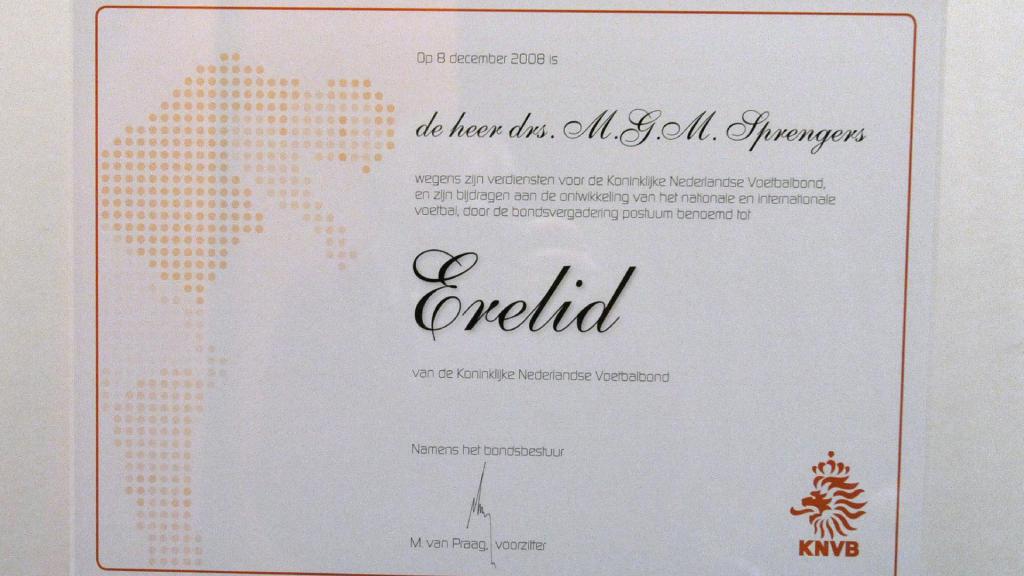 Op 8 december 2008 is
de heer drs. M.G.M. Sprengers
wegens zijn verdiensten voor de Koninklijke Nederlandse Voetbalbond,
en zijn bijdragen aan de ontwikkeling van het nationale en internationale
voetbal, door de bondsvergadering postuum benoemd tot
Erelid
van de Koninklijke Nederlandse Voetbalbond
Namens het bondsbestuur
M. van Praag, voorzitter
KNVB